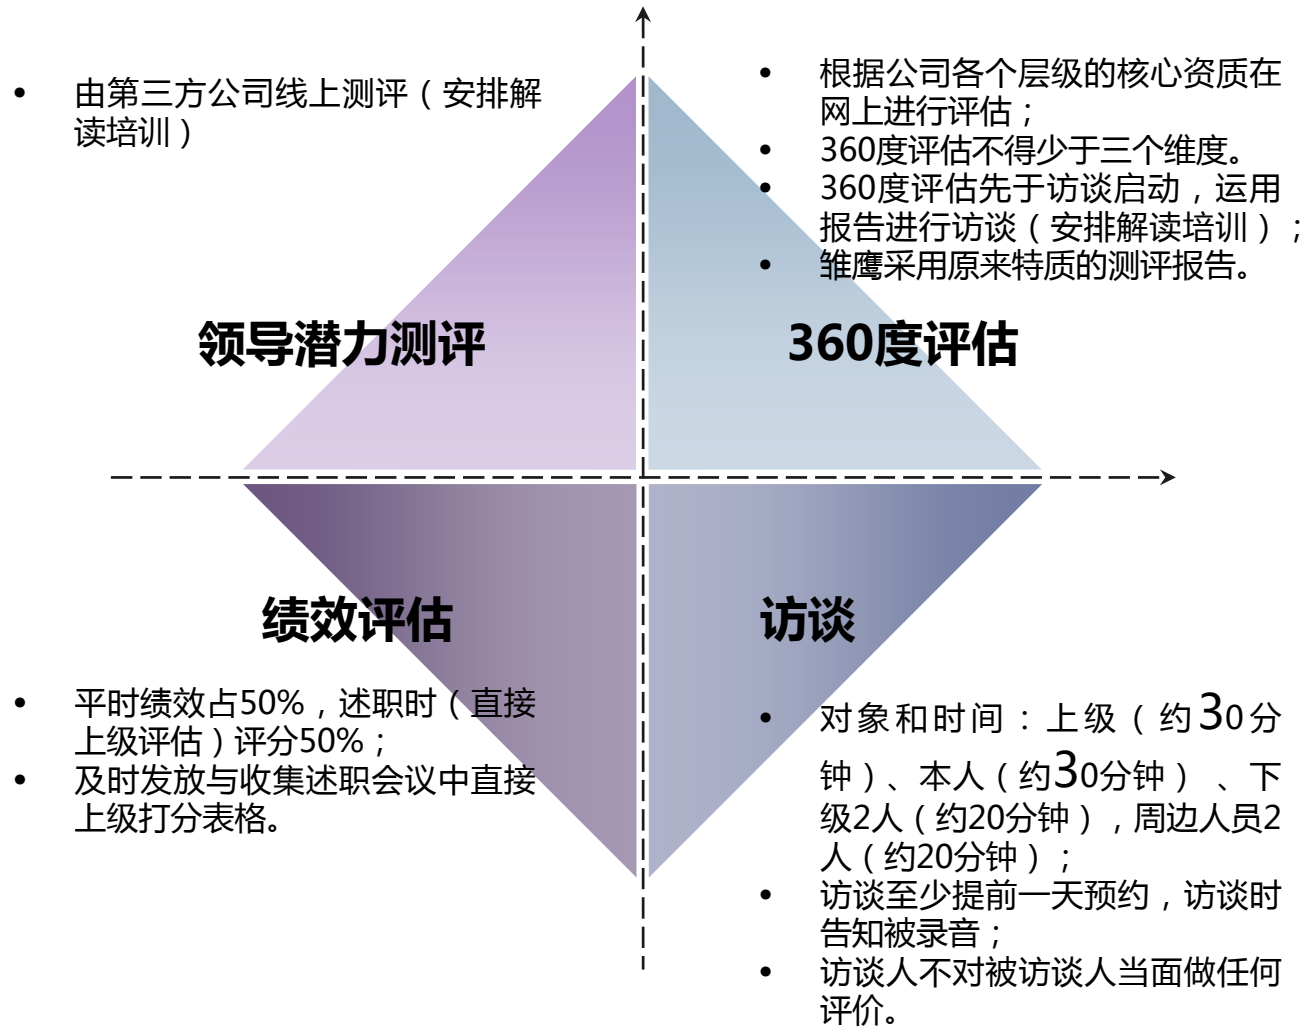 • 由第三方公司线上测评（安排解
读培训）
• 根据公司各个层级的核心资质在
网上进行评估；
• 360度评估不得少于三个维度。
• 360度评估先于访谈启动，运用
报告进行访谈（安排解读培训）；
• 雏鹰采用原来特质的测评报告。
领导潜力测评
360度评估
绩效评估
访谈
• 平时绩效占50%，述职时（直接
上级评估）评分50%；
• 及时发放与收集述职会议中直接
上级打分表格。
• 对象和时间：上级（约30分
钟）、本人（约30分钟）、下
级2人（约20分钟），周边人员2
人（约20分钟）；
• 访谈至少提前一天预约，访谈时
告知被录音；
• 访谈人不对被访谈人当面做任何
评价。